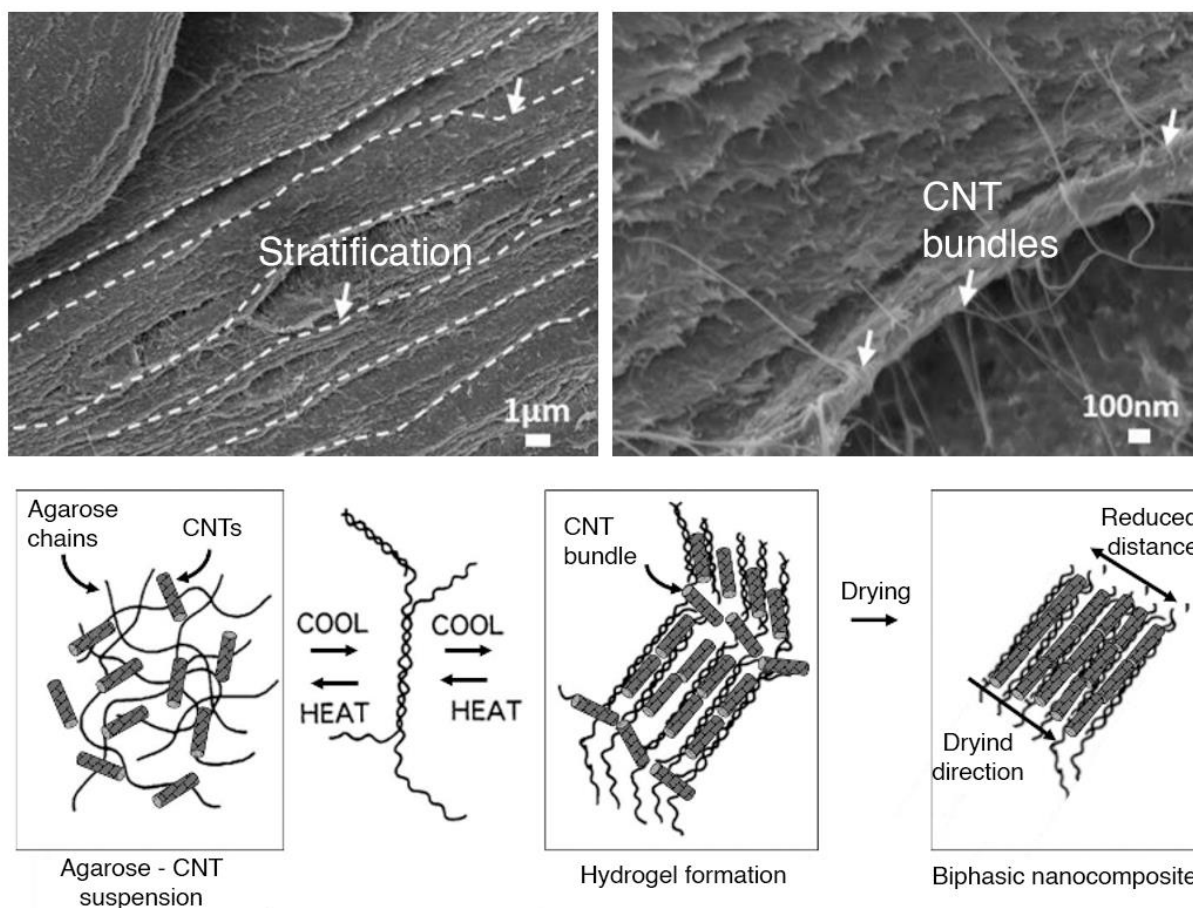 Stratification
1μm
CNT
bundles
100nm
Agarose
chains
CNTs
COOL
HEAT
COOL
HEAT
CNT
bundle
Drying
Reduced
distance
Dryind
direction
Agarose - CNT
suspension
Hydrogel formation
Biphasic nanocomposite